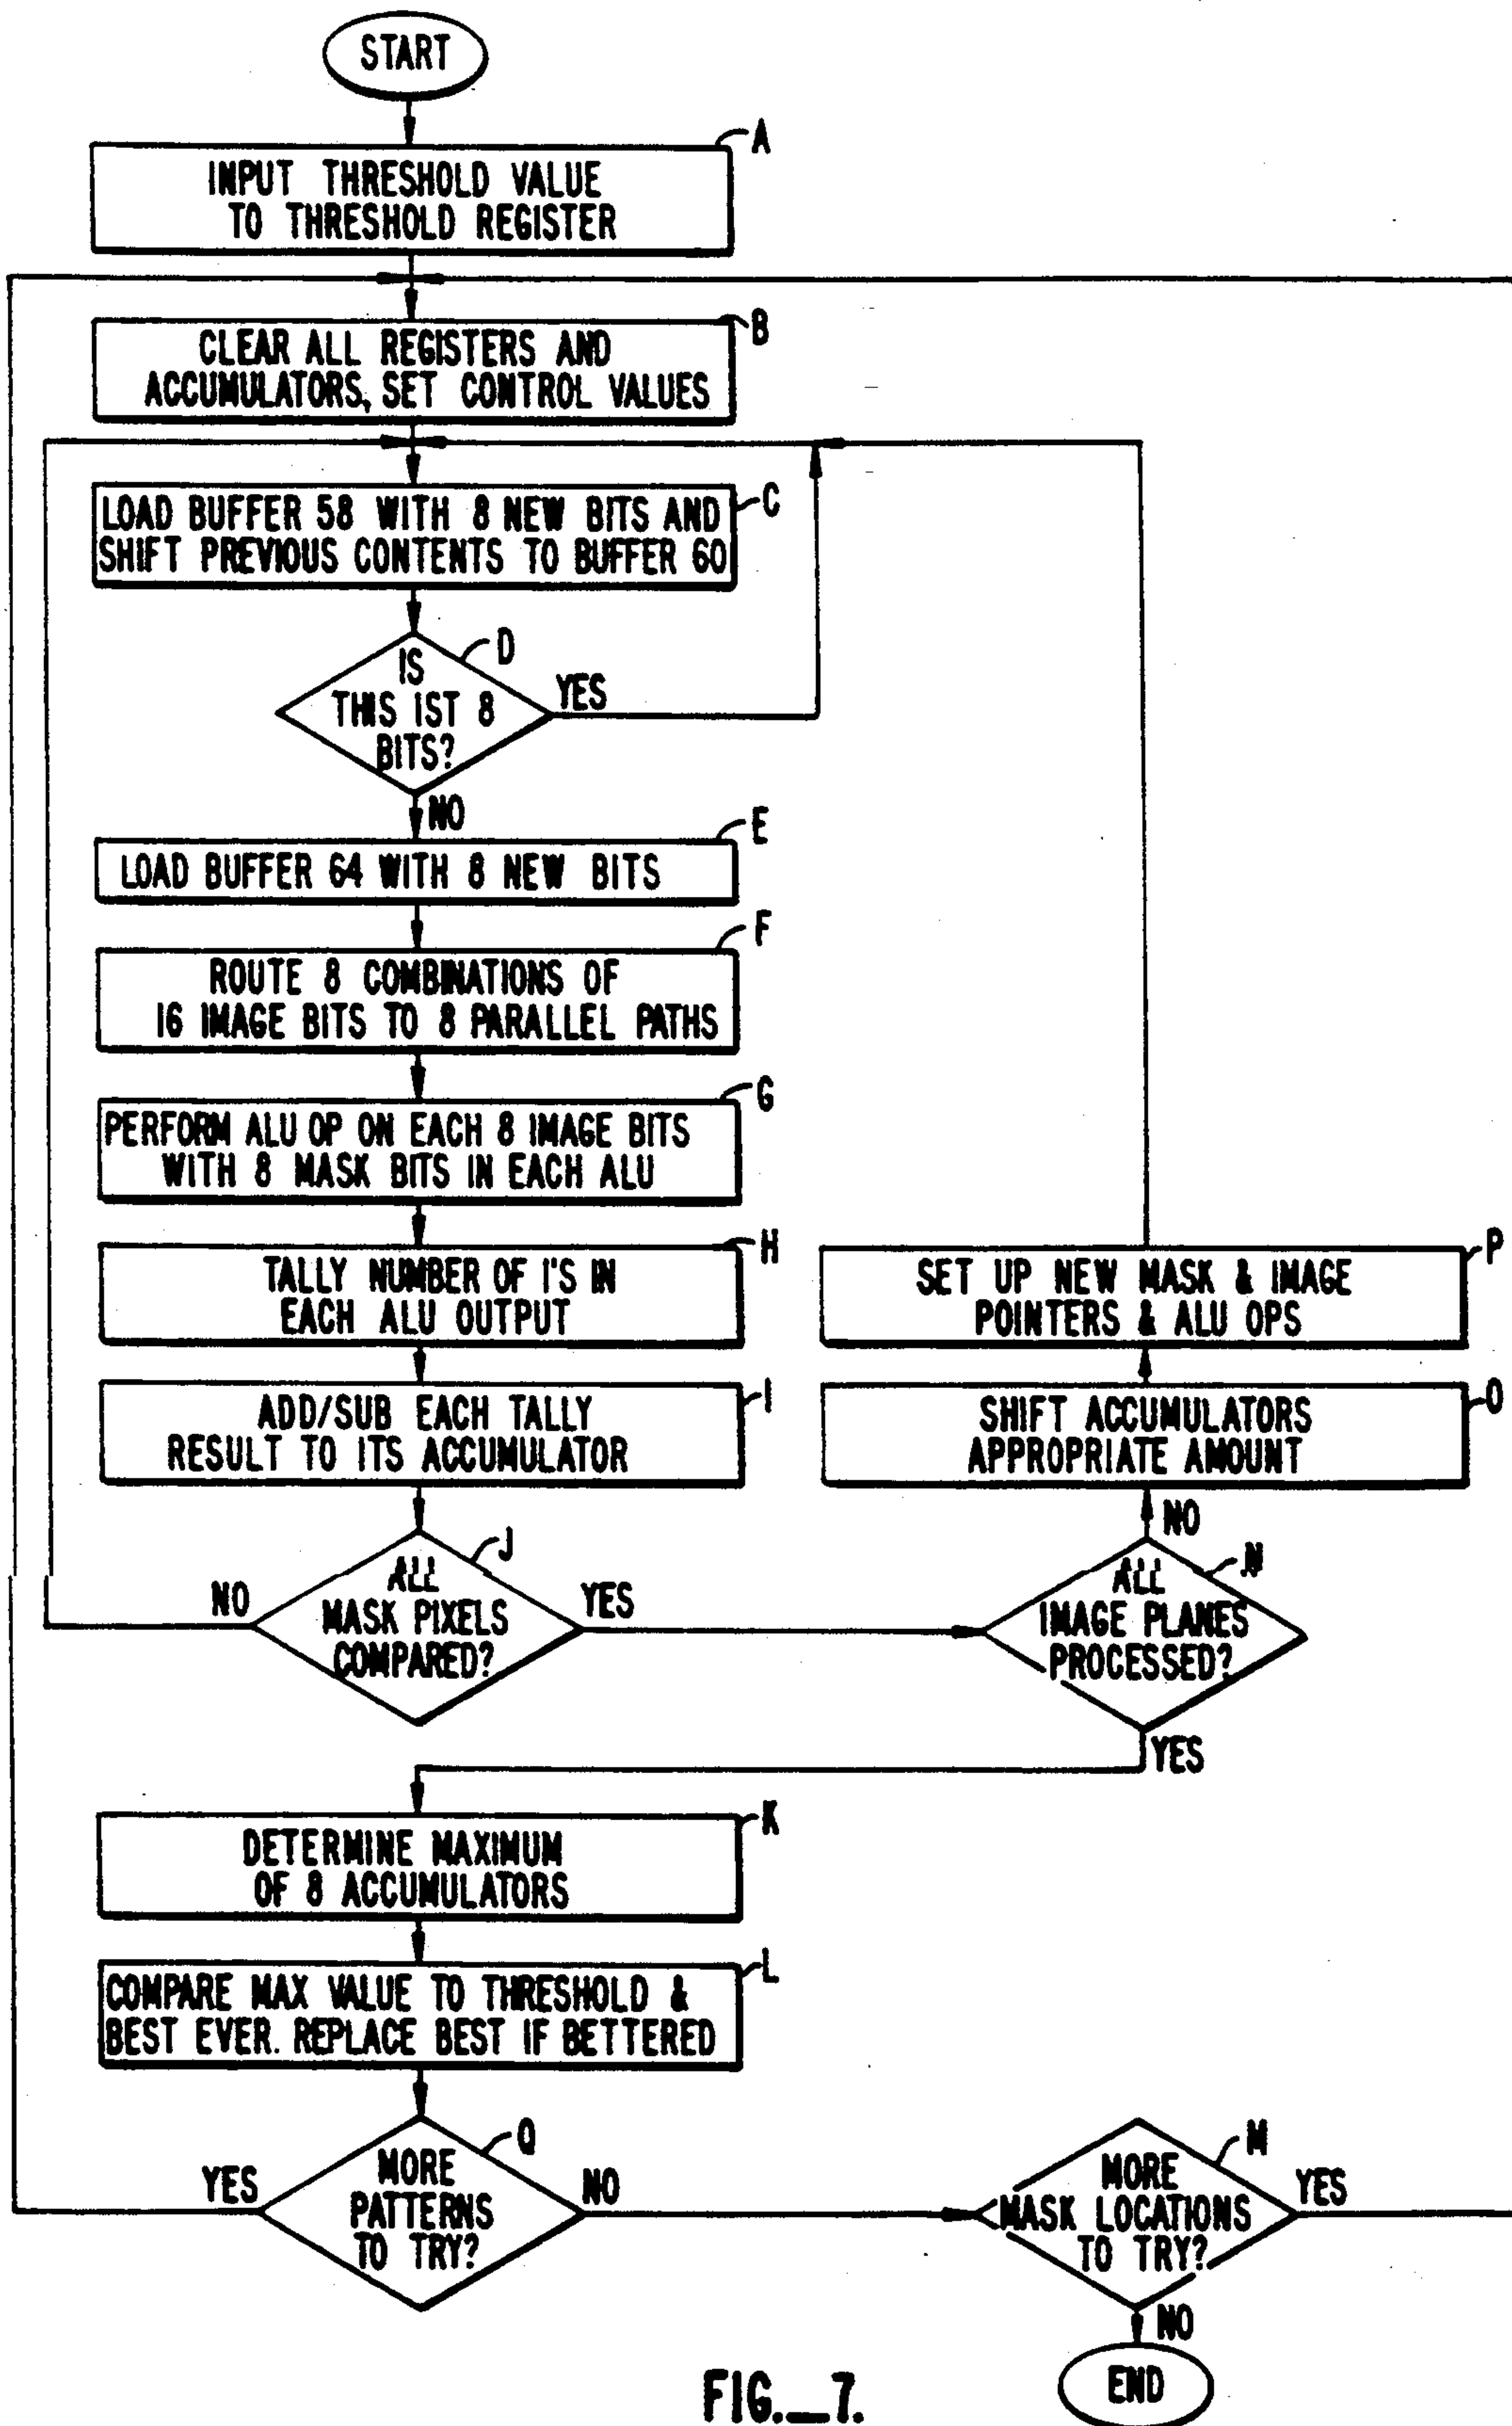 START
A
INPUT THRESHOLD VALUE
TO THRESHOLD REGISTER
B
CLEAR ALL REGISTERS AND
ACCUMULATORS, SET CONTROL VALUES
C
LOAD BUFFER 58 WITH 8 NEW BITS AND
SHIFT PREVIOUS CONTENTS TO BUFFER 60
D
IS
THIS 1ST 8
BITS?
YES
NO
E
LOAD BUFFER 64 WITH 8 NEW BITS
F
ROUTE 8 COMBINATIONS OF
16 IMAGE BITS TO 8 PARALLEL PATHS
G
PERFORM ALU OP ON EACH 8 IMAGE BITS
WITH 8 MASK BITS IN EACH ALU
H
TALLY NUMBER OF 1'S IN
EACH ALU OUTPUT
P
SET UP NEW MASK & IMAGE
POINTERS & ALU OPS
I
ADD/SUB EACH TALLY
RESULT TO ITS ACCUMULATOR
O
SHIFT ACCUMULATORS
APPROPRIATE AMOUNT
NO
J
ALL
MASK PIXELS
COMPARED?
NO
YES
N
ALL
IMAGE PLANES
PROCESSED?
YES
K
DETERMINE MAXIMUM
OF 8 ACCUMULATORS
L
COMPARE MAX VALUE TO THRESHOLD &
BEST EVER. REPLACE BEST IF BETTERED
Q
MORE
PATTERNS
TO TRY?
YES
NO
M
MORE
MASK LOCATIONS
TO TRY?
YES
NO
END
FIG._7.